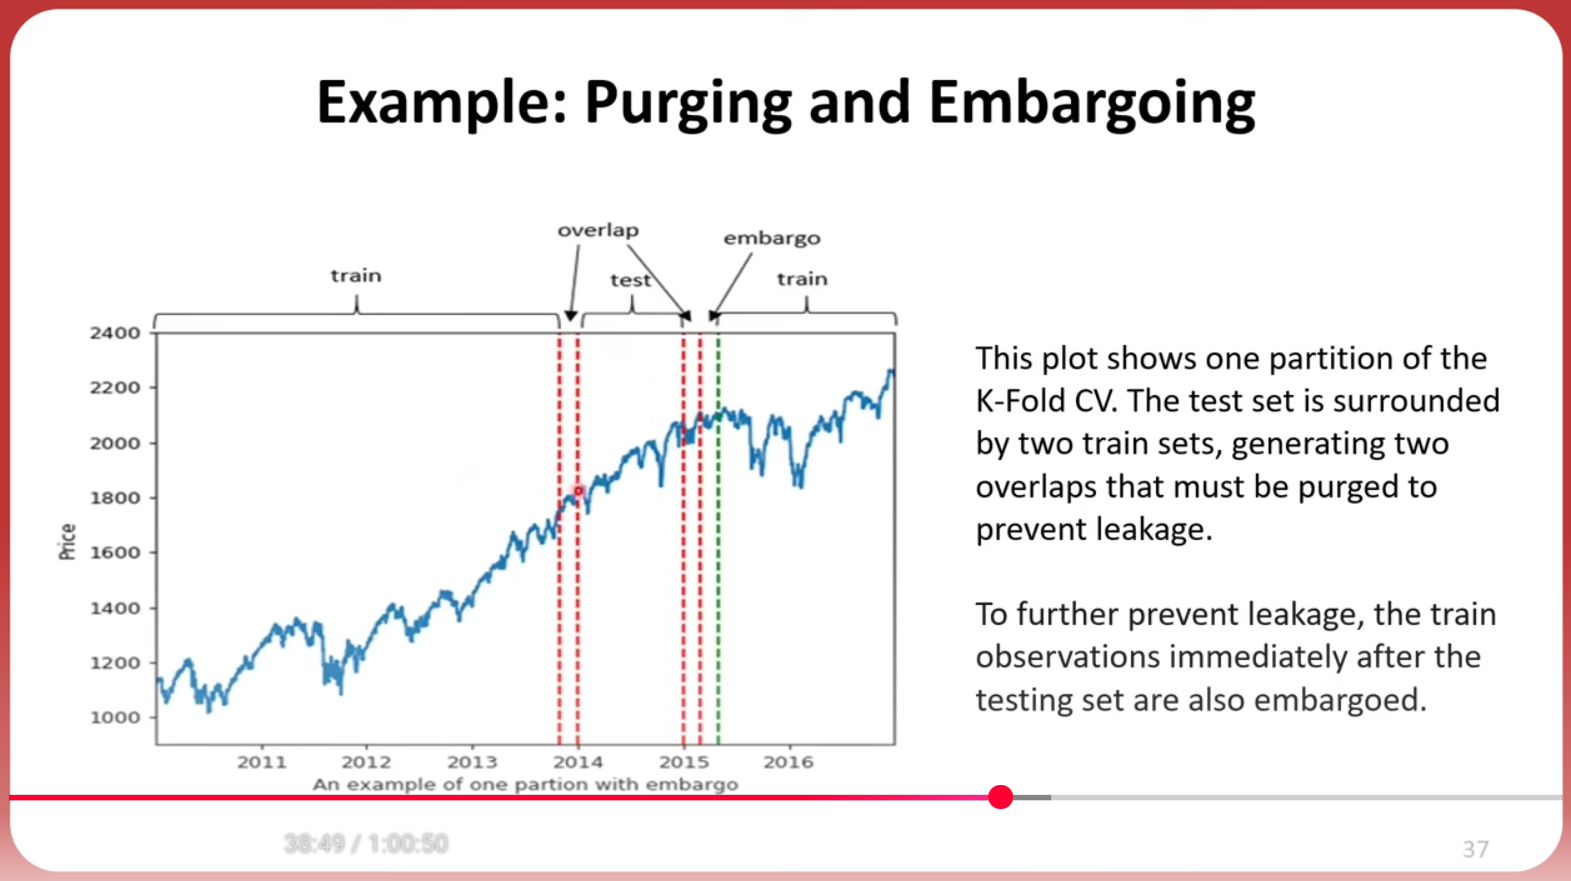 Example: Purging and Embargoing
overlap
embargo
train
test
train
2400
2200
2000
1800
1600
1400
1200
1000
Price
2011 2012 2013 2014 2015 2016
An example of one partion with embargo
This plot shows one partition of the
K-Fold CV. The test set is surrounded
by two train sets, generating two
overlaps that must be purged to
prevent leakage.
To further prevent leakage, the train
observations immediately after the
testing set are also embargoed.
38:49 / 1:00:50
37